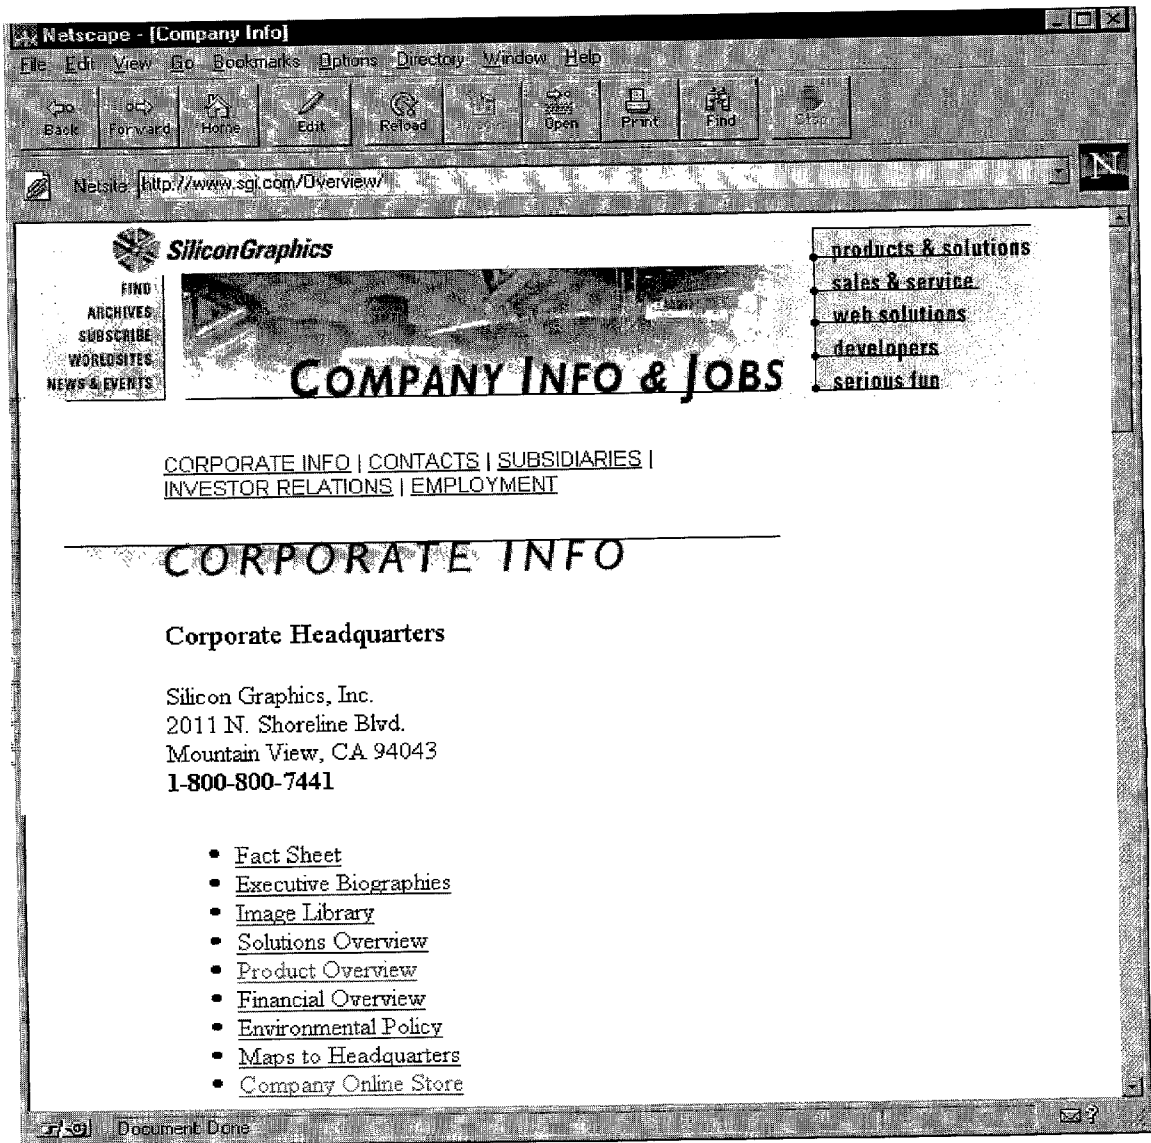 Netscape - [Company Info]
File Edit View Go Bookmarks Options Directory Window Help
Back Forward Home Edit Reload Open Print Find
Netsite: http://www.sgi.com/Overview/
N
SiliconGraphics
FIND
ARCHIVES
SUBSCRIBE
WORLDSITES
NEWS & EVENTS
COMPANY INFO & JOBS
products & solutions
sales & service
web solutions
developers
serious fun
CORPORATE INFO | CONTACTS | SUBSIDIARIES |
INVESTOR RELATIONS | EMPLOYMENT
CORPORATE INFO
Corporate Headquarters
Silicon Graphics, Inc.
2011 N. Shoreline Blvd.
Mountain View, CA 94043
1-800-800-7441
• Fact Sheet
• Executive Biographies
• Image Library
• Solutions Overview
• Product Overview
• Financial Overview
• Environmental Policy
• Maps to Headquarters
• Company Online Store
Document: Done